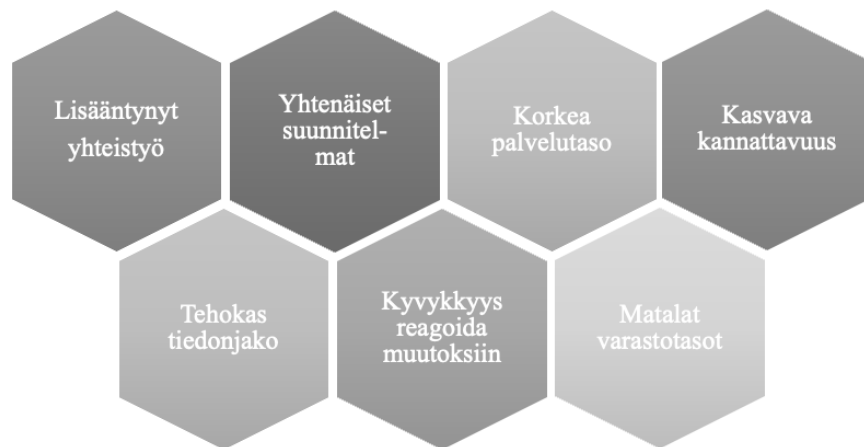 Lisääntynyt
yhteistyö
Yhtenäiset
suunnitel-
mat
Korkea
palvelutaso
Kasvava
kannattavuus
Tehokas
tiedonjako
Kyvykkyys
reagoida
muutoksiin
Matalat
varastotasot